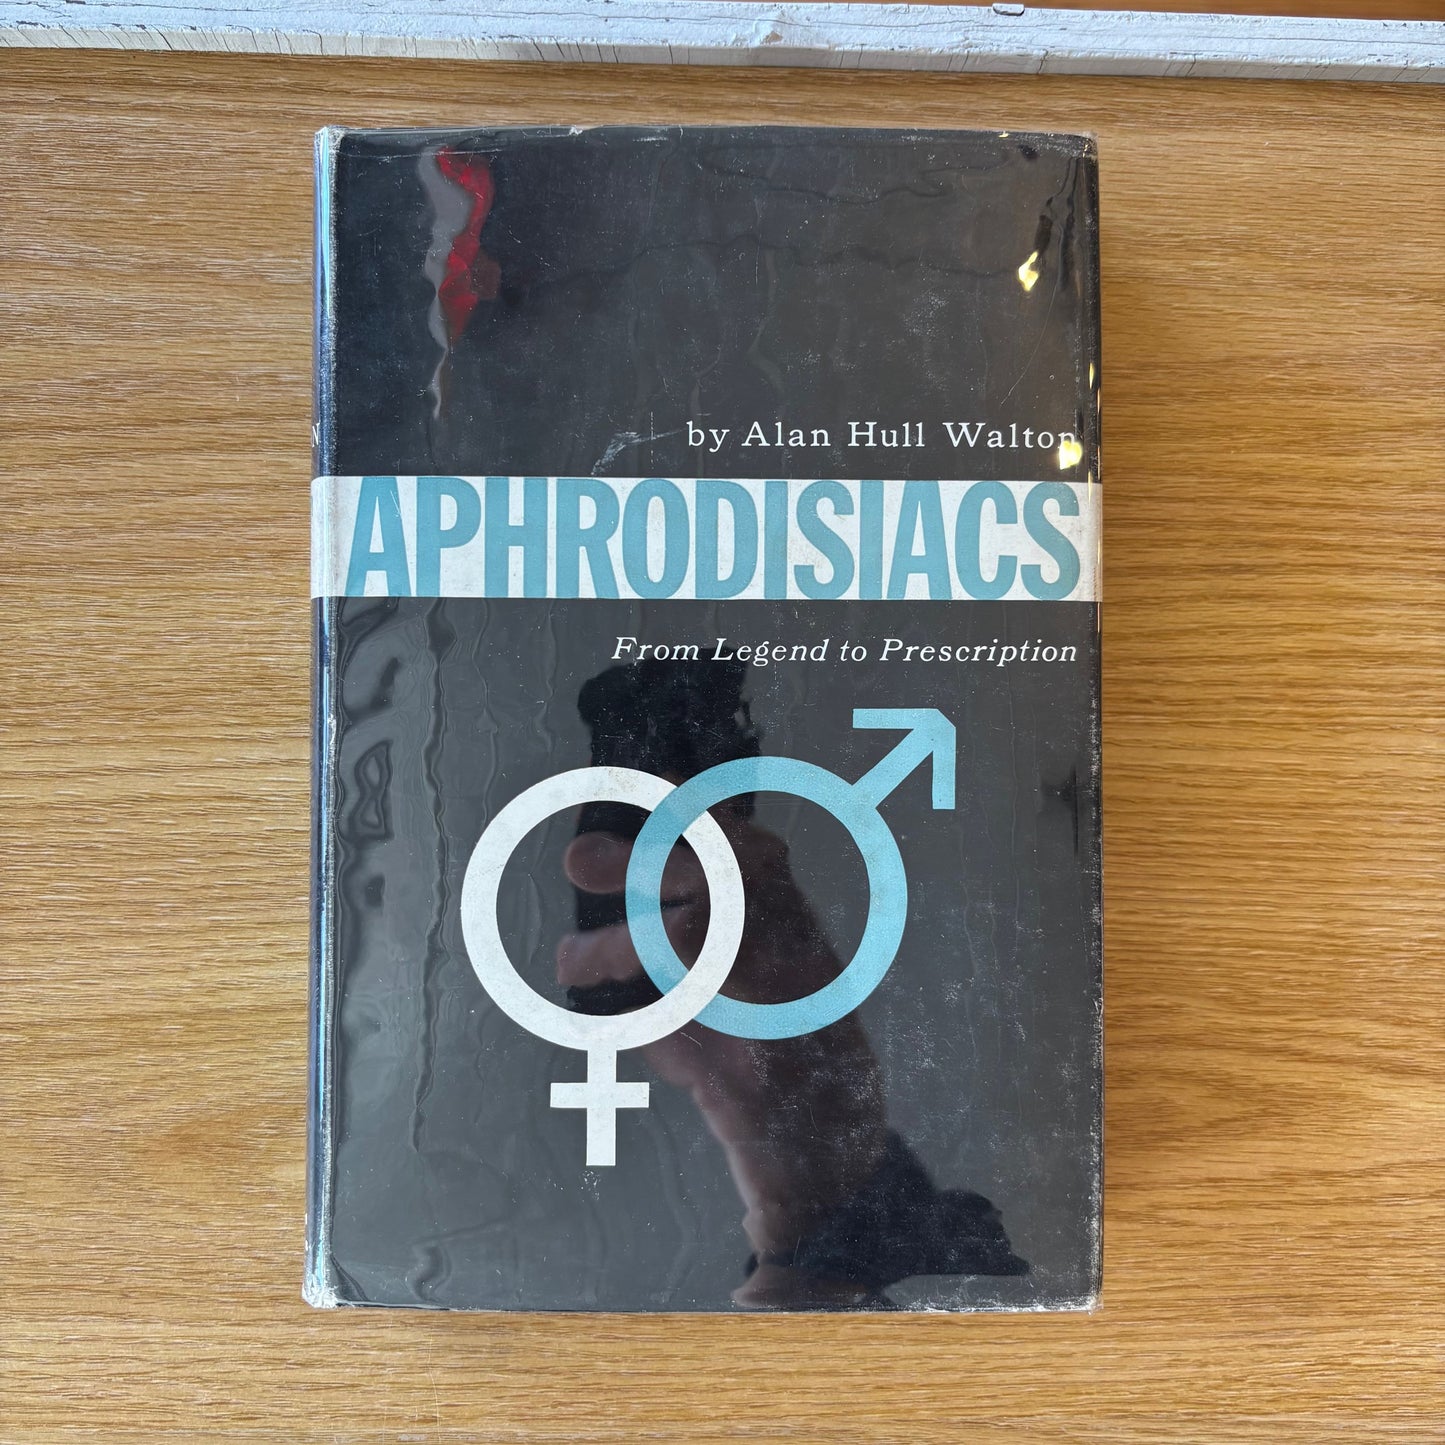 by Alan Hull Walton
APHRODISIACS
From Legend to Prescription
N